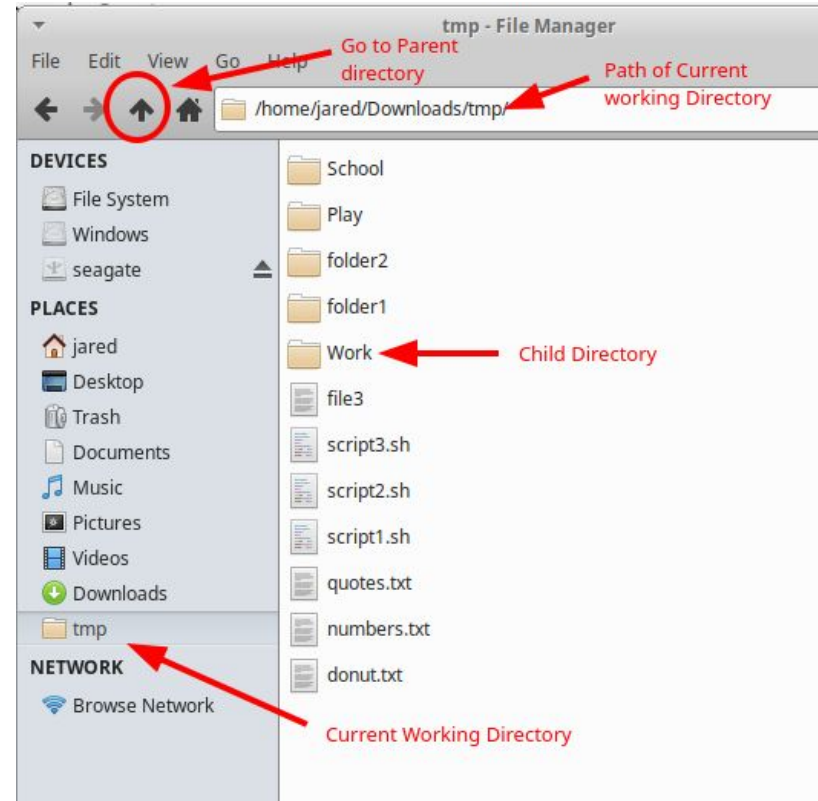 tmp - File Manager
Go to Parent
directory
File Edit View Go Help
Path of Current
working Directory
/home/jared/Downloads/tmp/
DEVICES
File System
Windows
seagate
PLACES
jared
Desktop
Trash
Documents
Music
Pictures
Videos
Downloads
tmp
NETWORK
Browse Network
School
Play
folder2
folder1
Work
Child Directory
file3
script3.sh
script2.sh
script1.sh
quotes.txt
numbers.txt
donut.txt
Current Working Directory